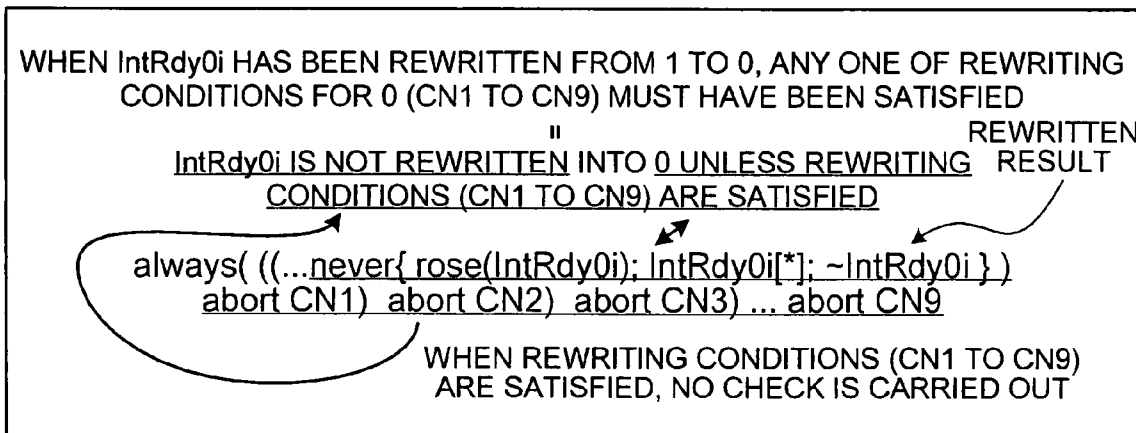 WHEN IntRdy0i HAS BEEN REWRITTEN FROM 1 TO 0, ANY ONE OF REWRITING
CONDITIONS FOR 0 (CN1 TO CN9) MUST HAVE BEEN SATISFIED
=
REWRITTEN
RESULT
IntRdy0i IS NOT REWRITTEN INTO 0 UNLESS REWRITING
CONDITIONS (CN1 TO CN9) ARE SATISFIED
always( ((...never{ rose(IntRdy0i); IntRdy0i[*]; ~IntRdy0i } )
abort CN1) abort CN2) abort CN3) ... abort CN9
WHEN REWRITING CONDITIONS (CN1 TO CN9)
ARE SATISFIED, NO CHECK IS CARRIED OUT